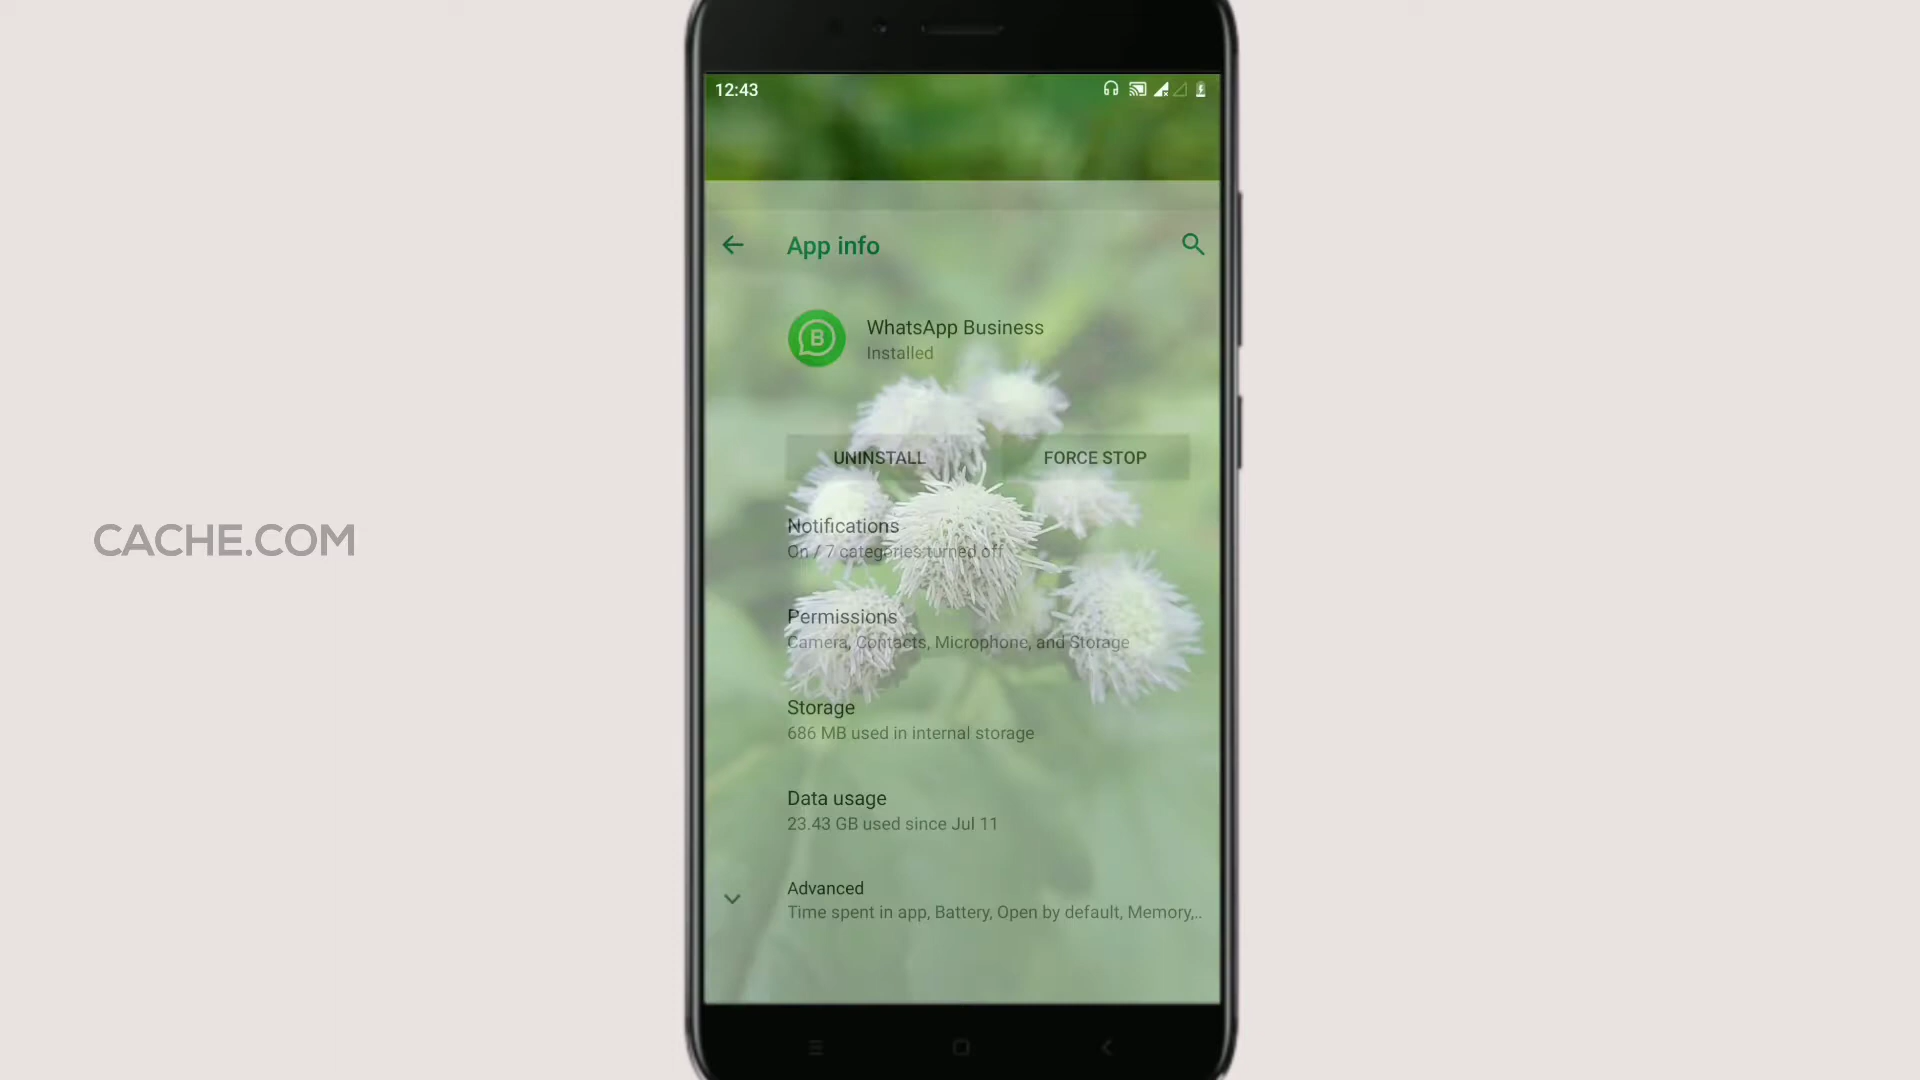 12:43
App info
WhatsApp Business
Installed
UNINSTALL
FORCE STOP
Notifications
On / 7 categories turned off
CACHE.COM
Permissions
Camera, Contacts, Microphone, and Storage
Storage
686 MB used in internal storage
Data usage
23.43 GB used since Jul 11
Advanced
Time spent in app, Battery, Open by default, Memory,..